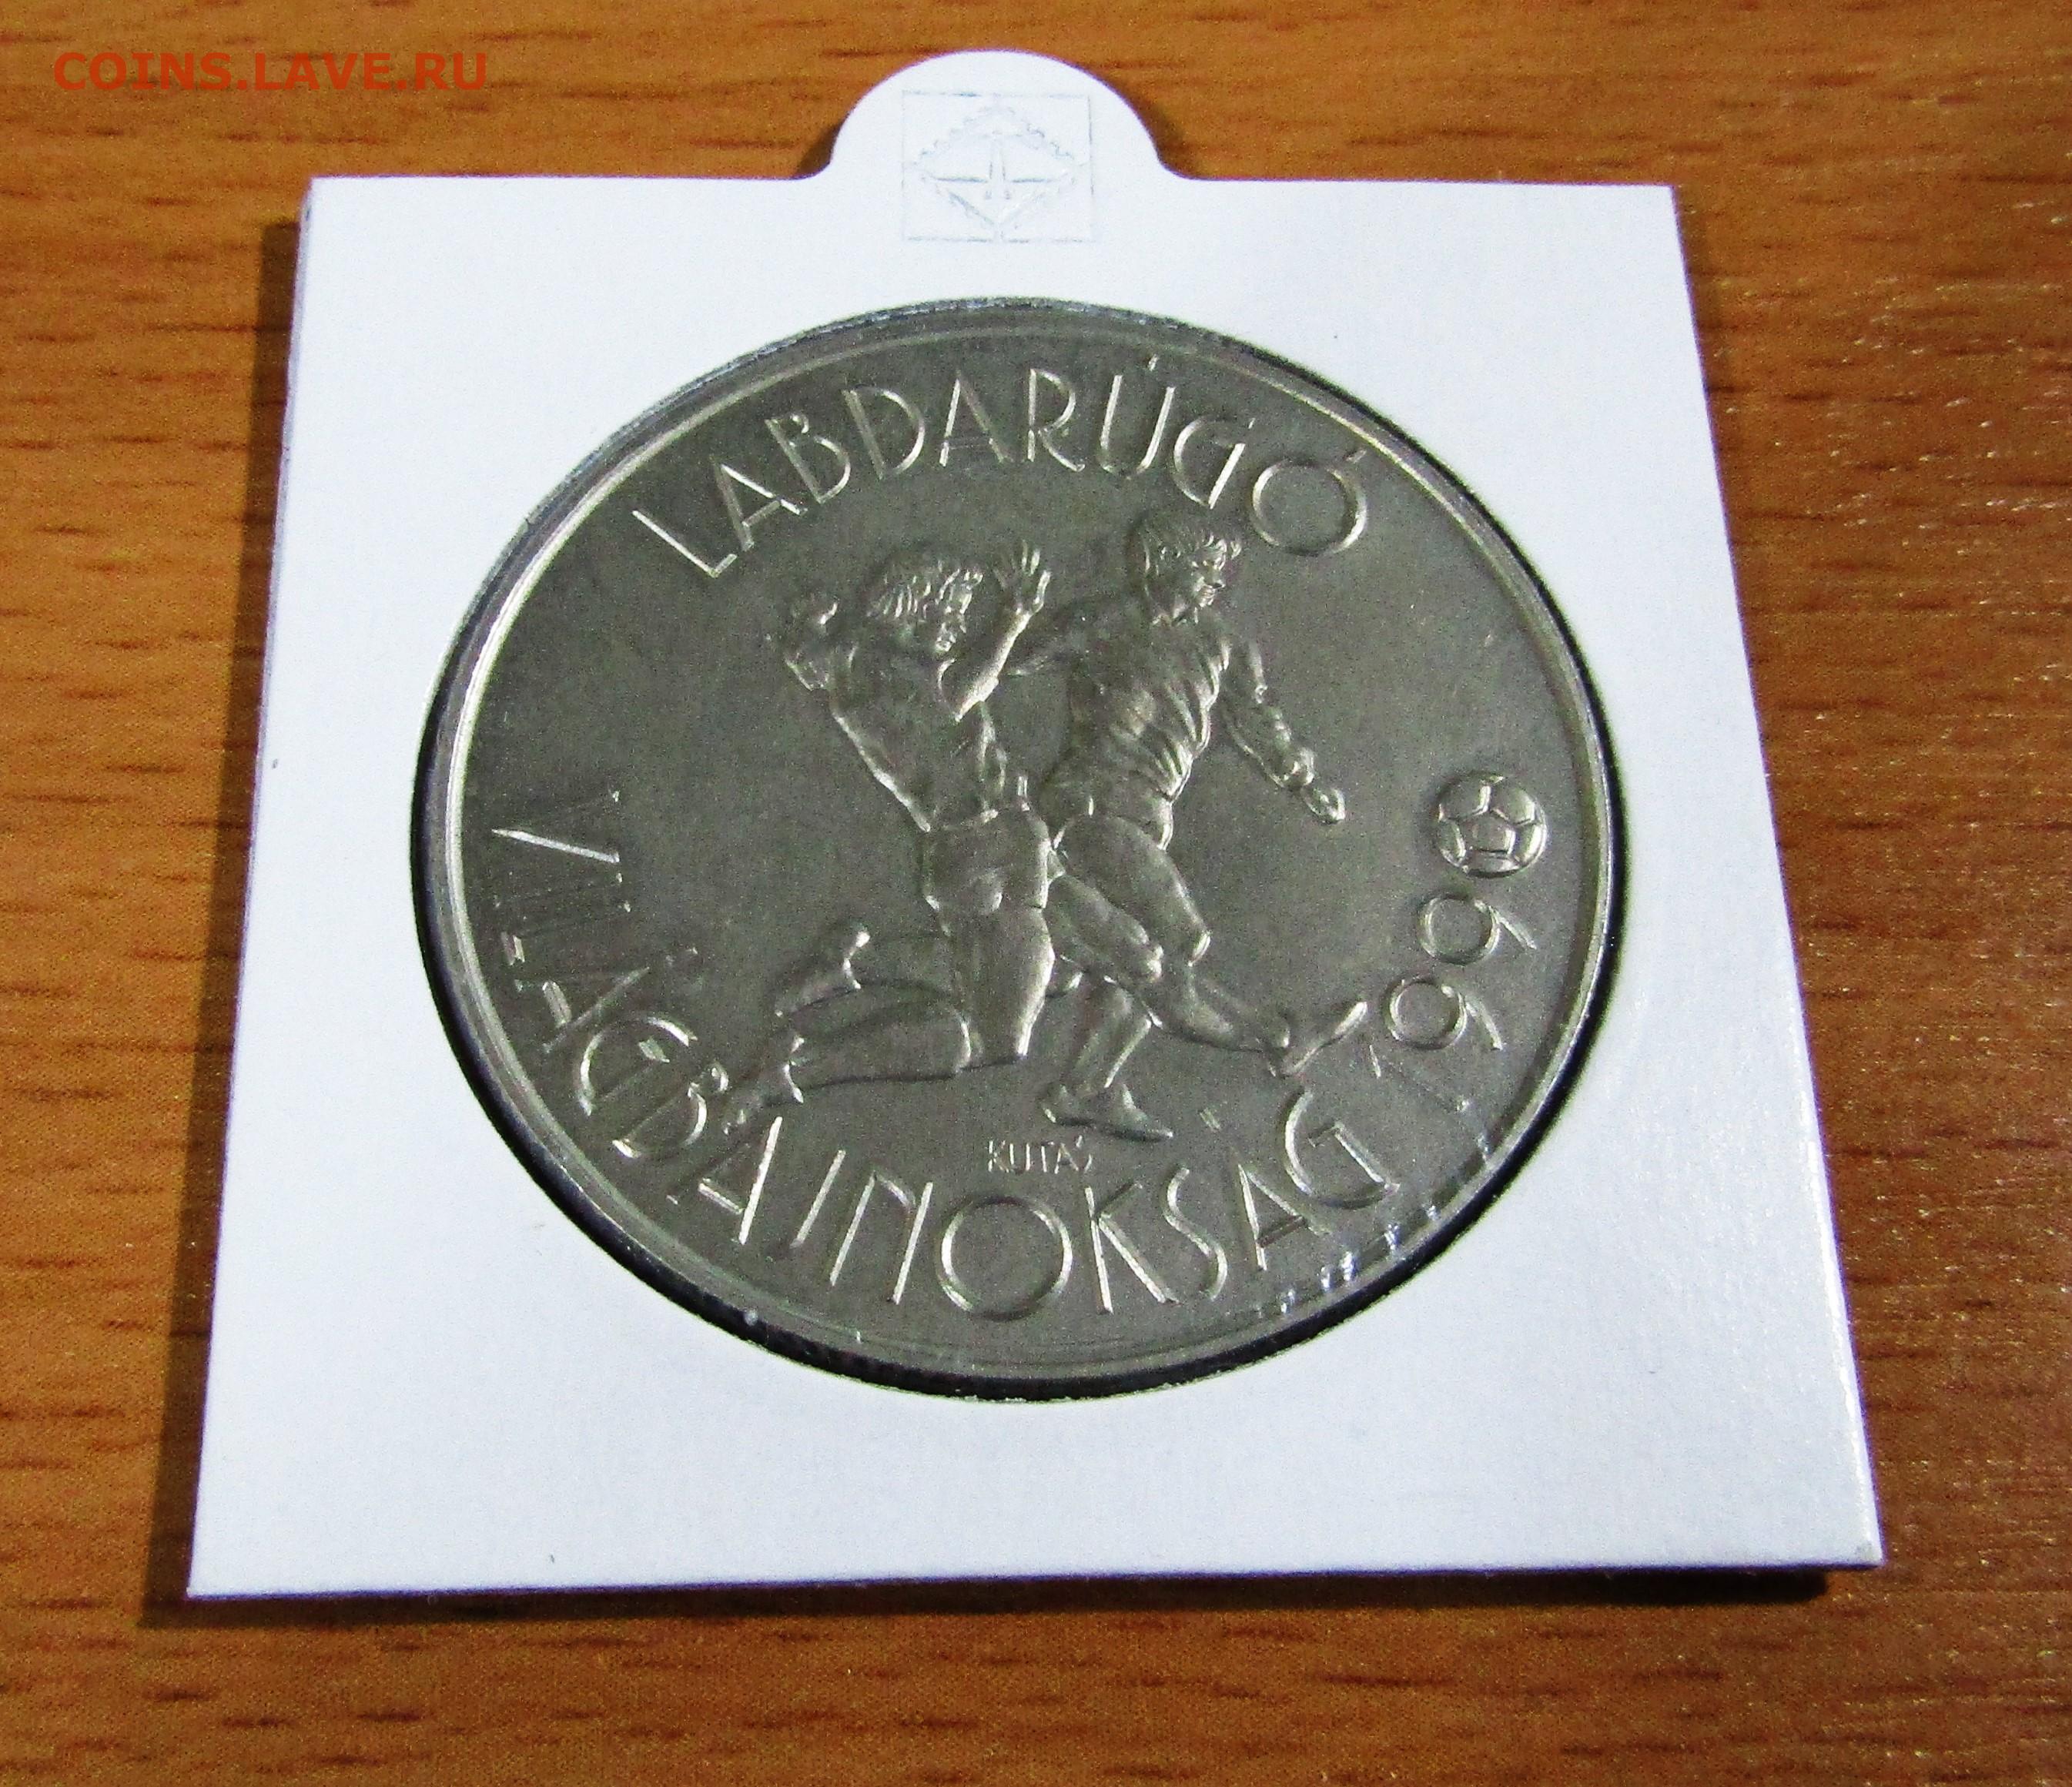 COINS.LAVE.RU
LABDARÚGÓ
VILÁGBAJNOKSÁG 1990
KUTAS